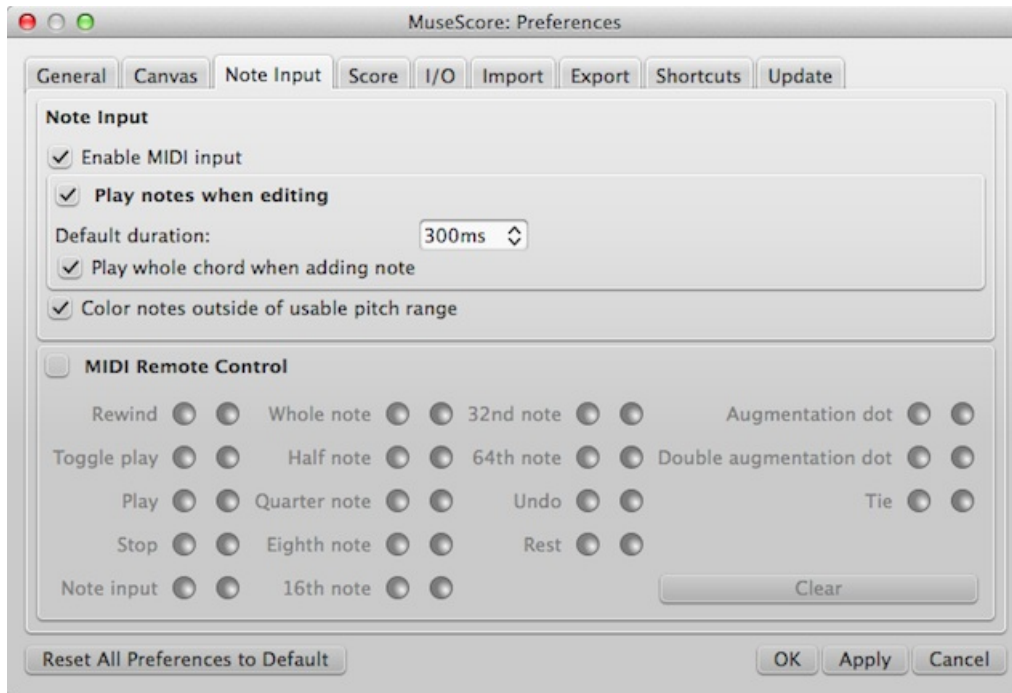 MuseScore: Preferences
General Canvas Note Input Score I/O Import Export Shortcuts Update
Note Input
Enable MIDI input
Play notes when editing
Default duration: 300ms
Play whole chord when adding note
Color notes outside of usable pitch range
MIDI Remote Control
Rewind Whole note 32nd note Augmentation dot
Toggle play Half note 64th note Double augmentation dot
Play Quarter note Undo Tie
Stop Eighth note Rest
Note input 16th note Clear
Reset All Preferences to Default OK Apply Cancel